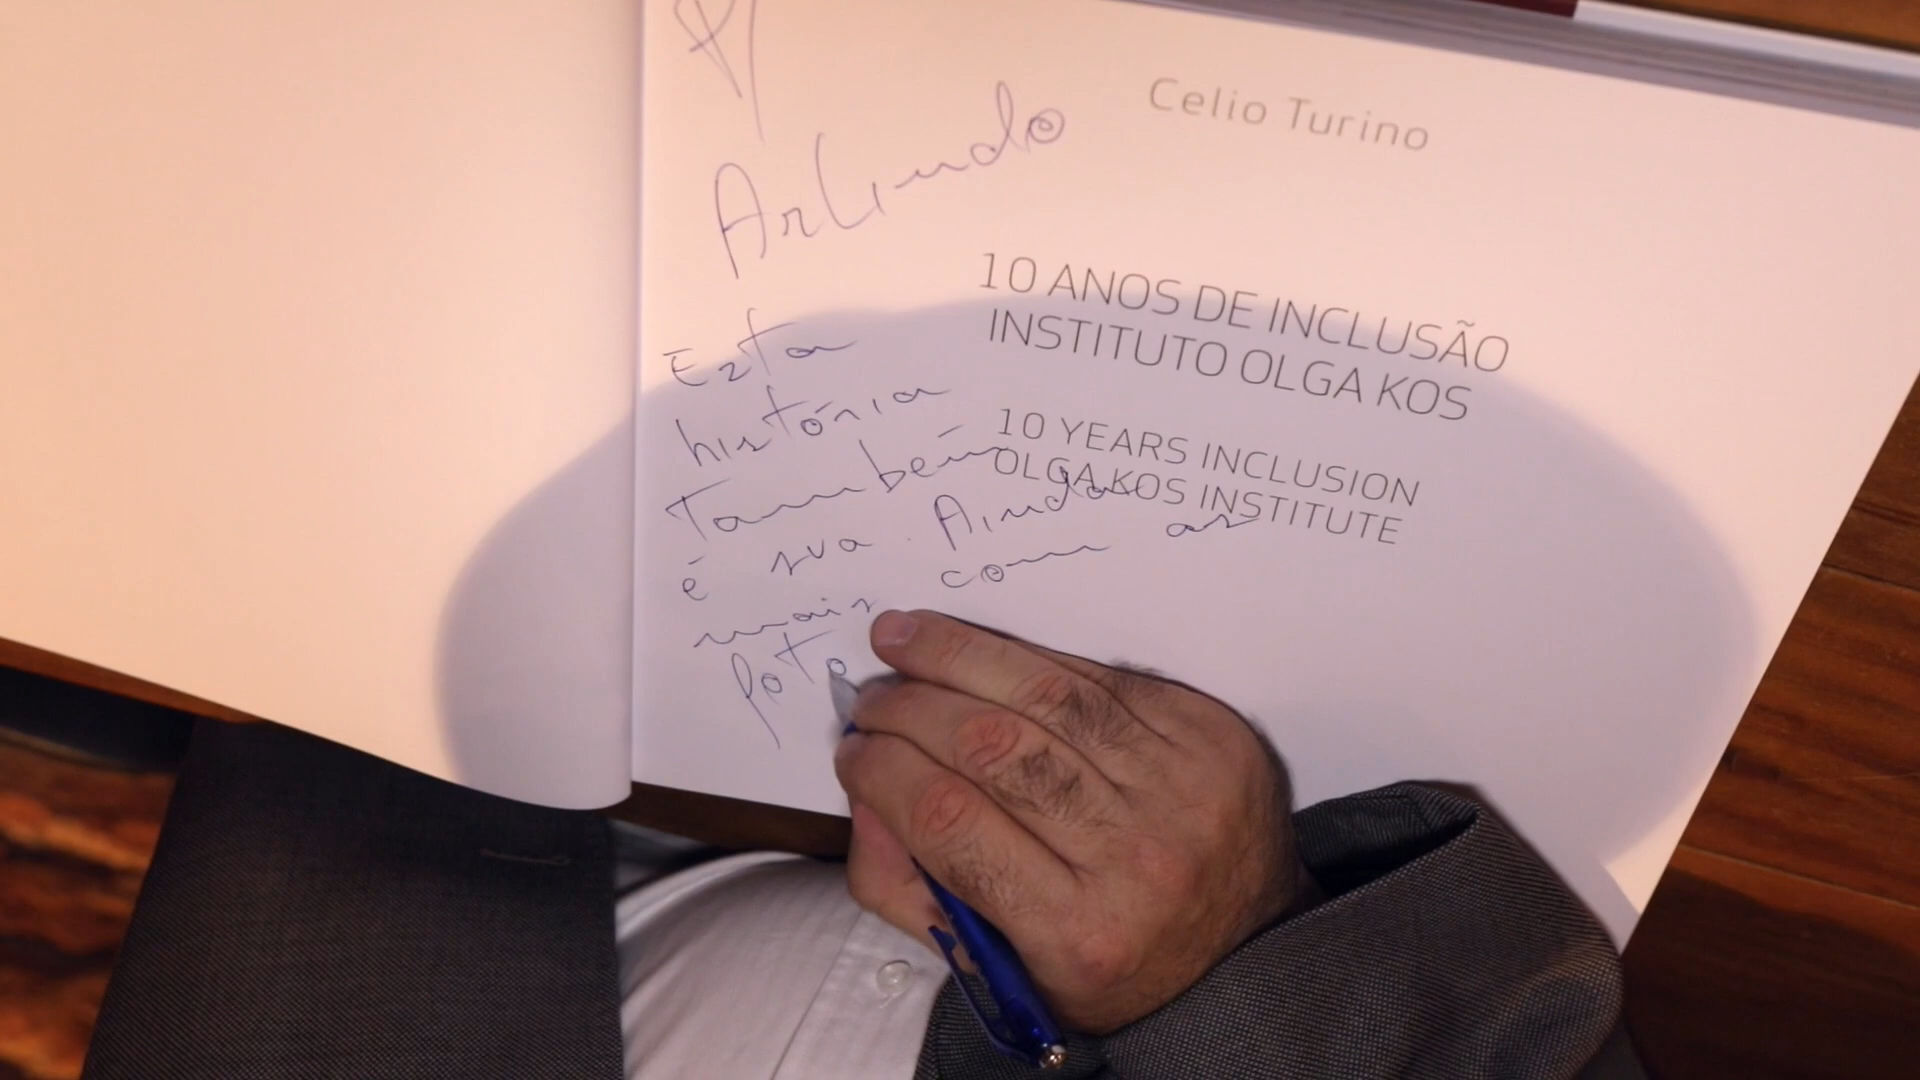 Celio Turino
10 ANOS DE INCLUSÃO
INSTITUTO OLGA KOS
10 YEARS INCLUSION
OLGA KOS INSTITUTE
P/
Arlindo
Esta
história
também
é sua. Ainda
mais com as
foto